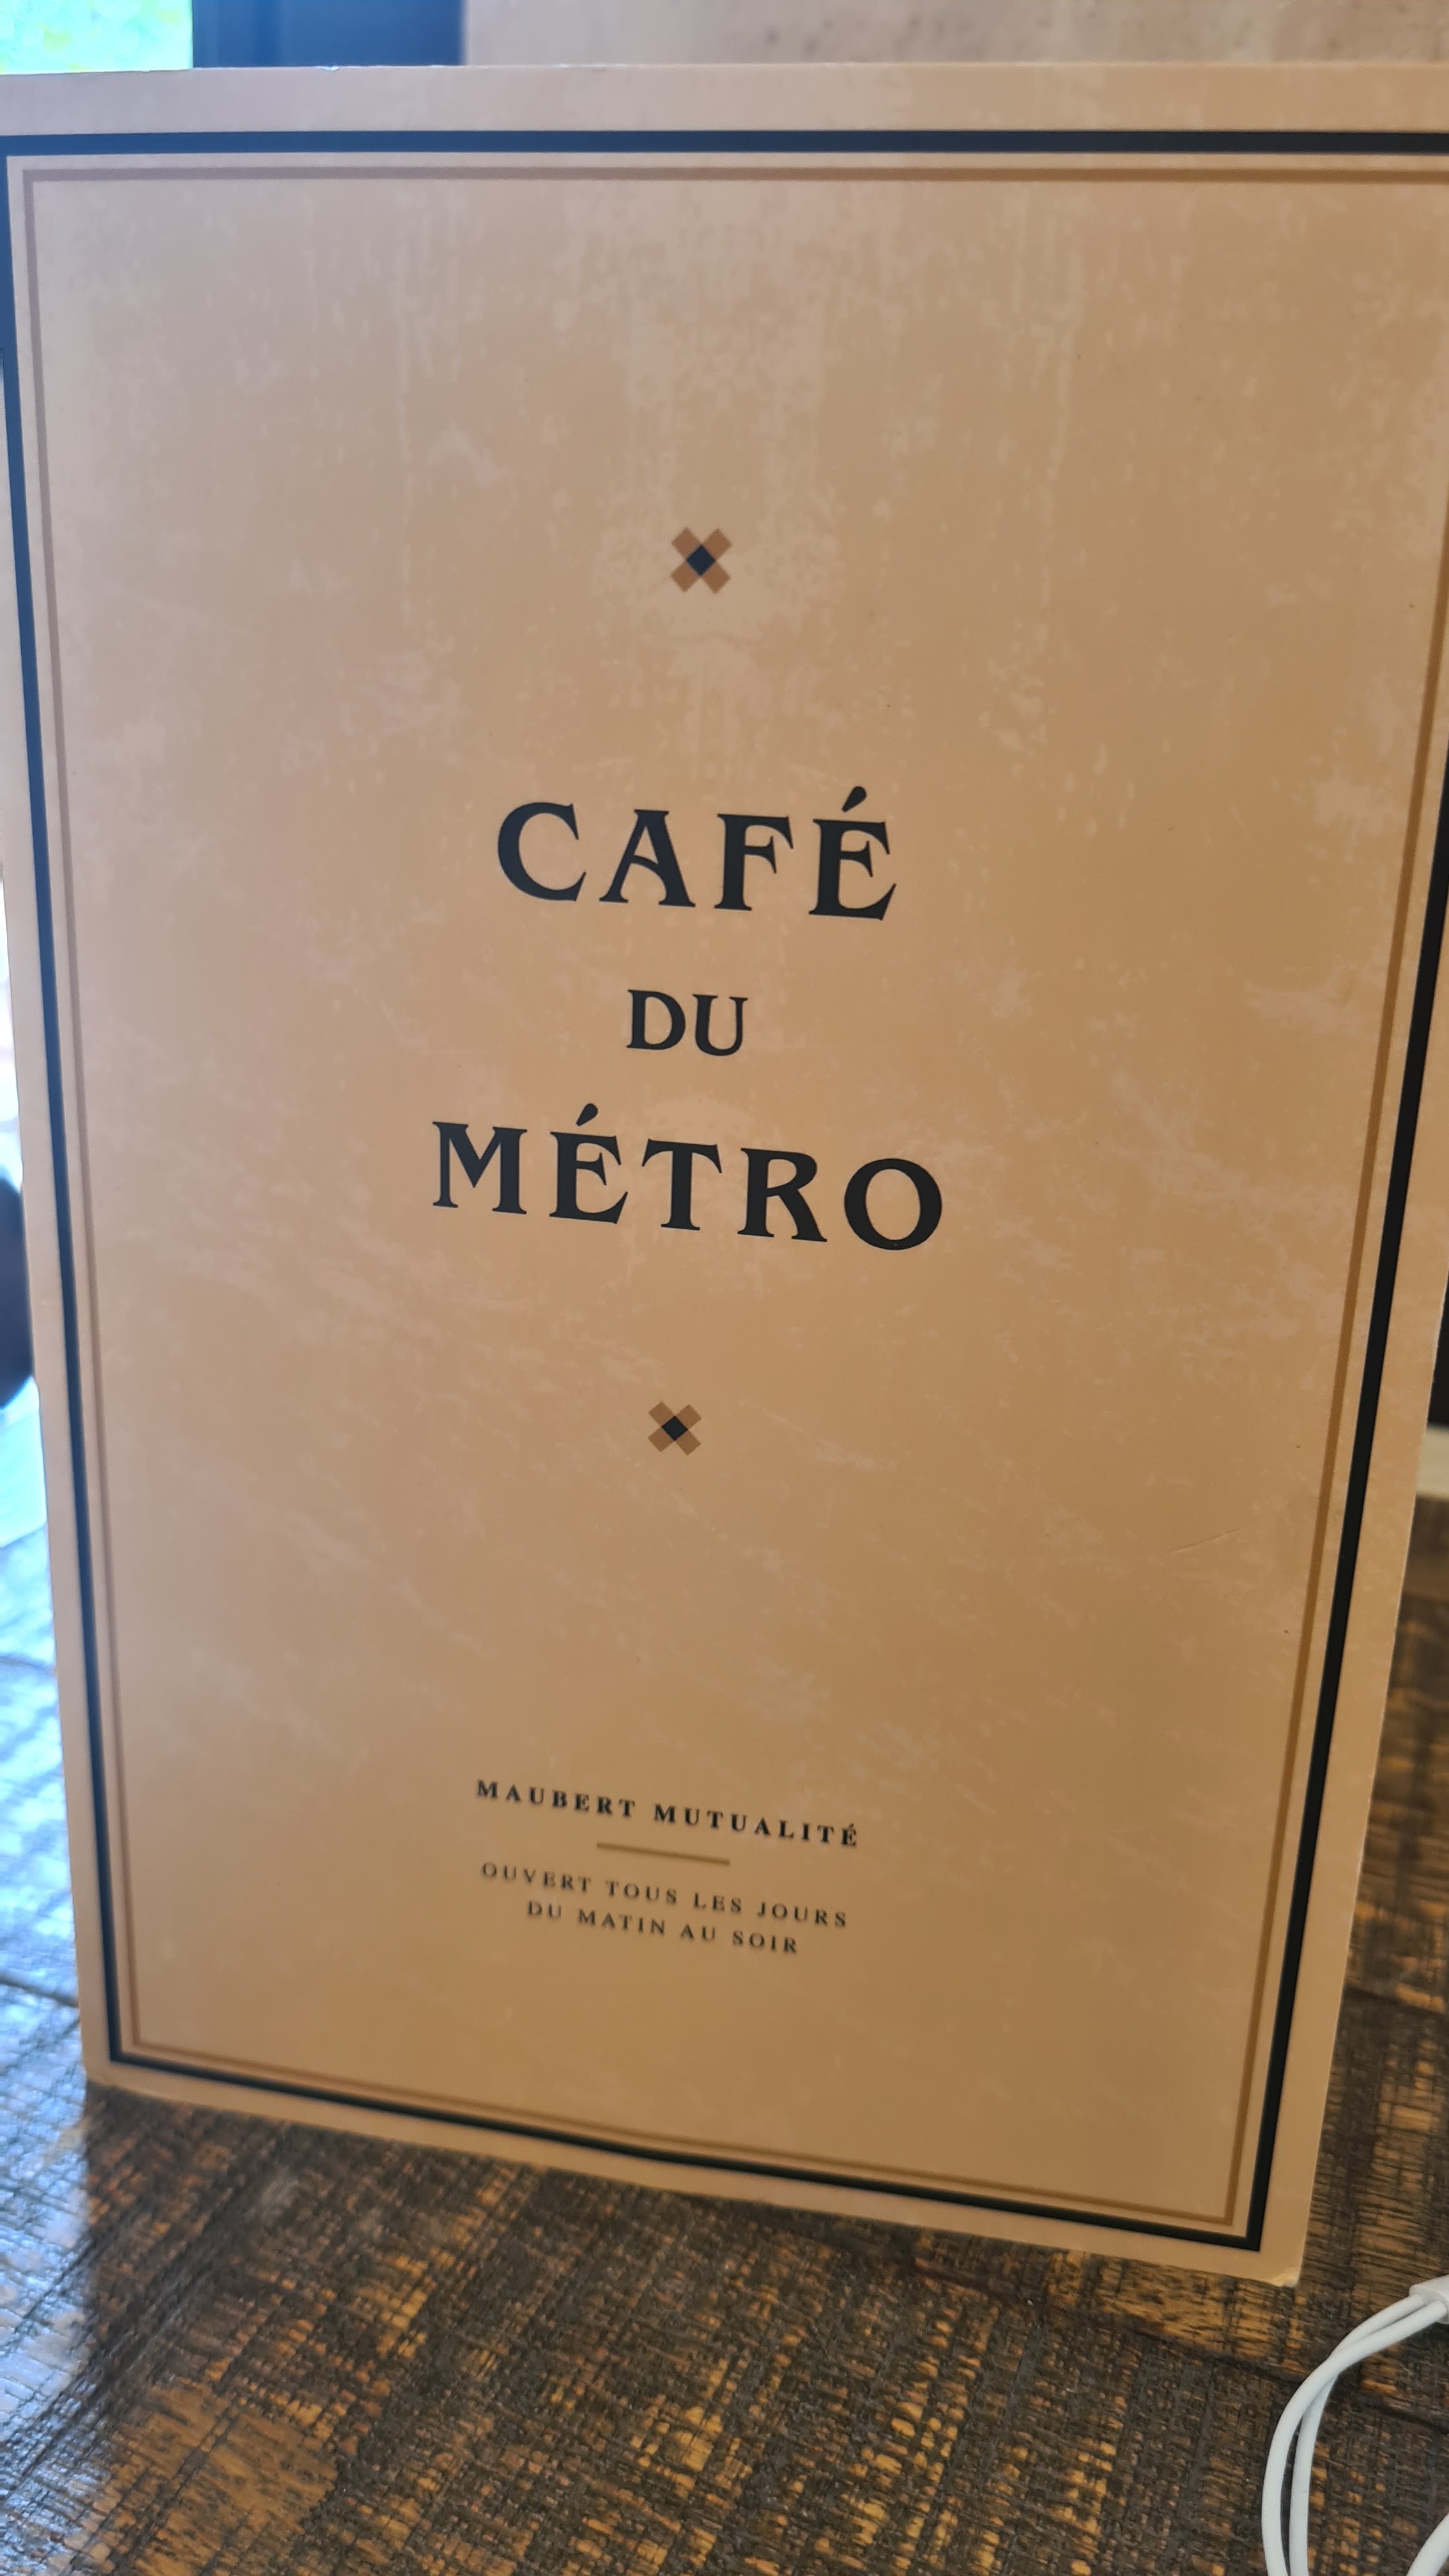 CAFÉ
DU
MÉTRO
MAUBERT MUTUALITÉ
OUVERT TOUS LES JOURS
DU MATIN AU SOIR